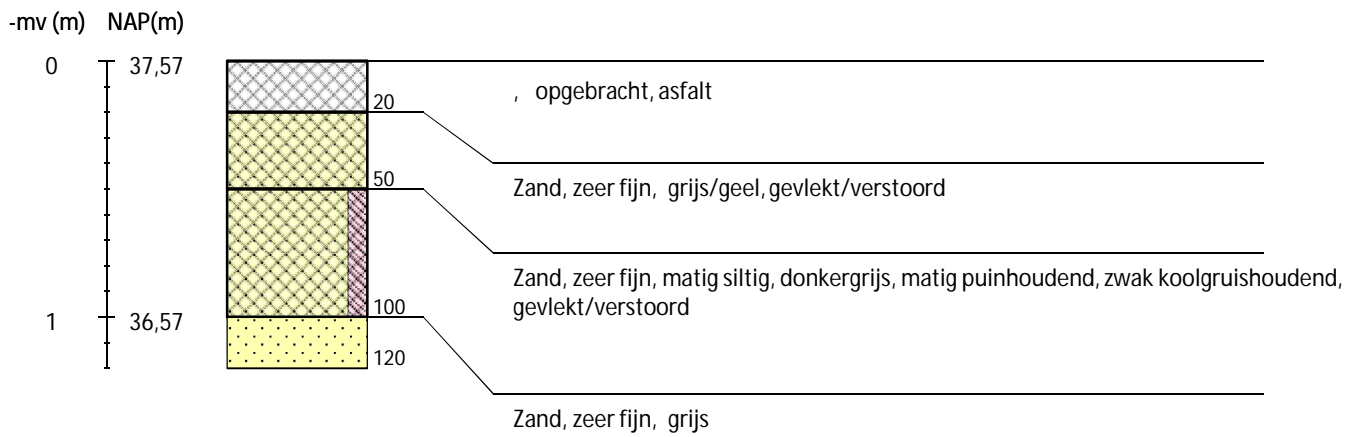 -mv (m) NAP(m)
0 37,57
, opgebracht, asfalt
20
Zand, zeer fijn, grijs/geel, gevlekt/verstoord
50
Zand, zeer fijn, matig siltig, donkergrijs, matig puinhoudend, zwak koolgruishoudend,
gevlekt/verstoord
100
1 36,57
120
Zand, zeer fijn, grijs